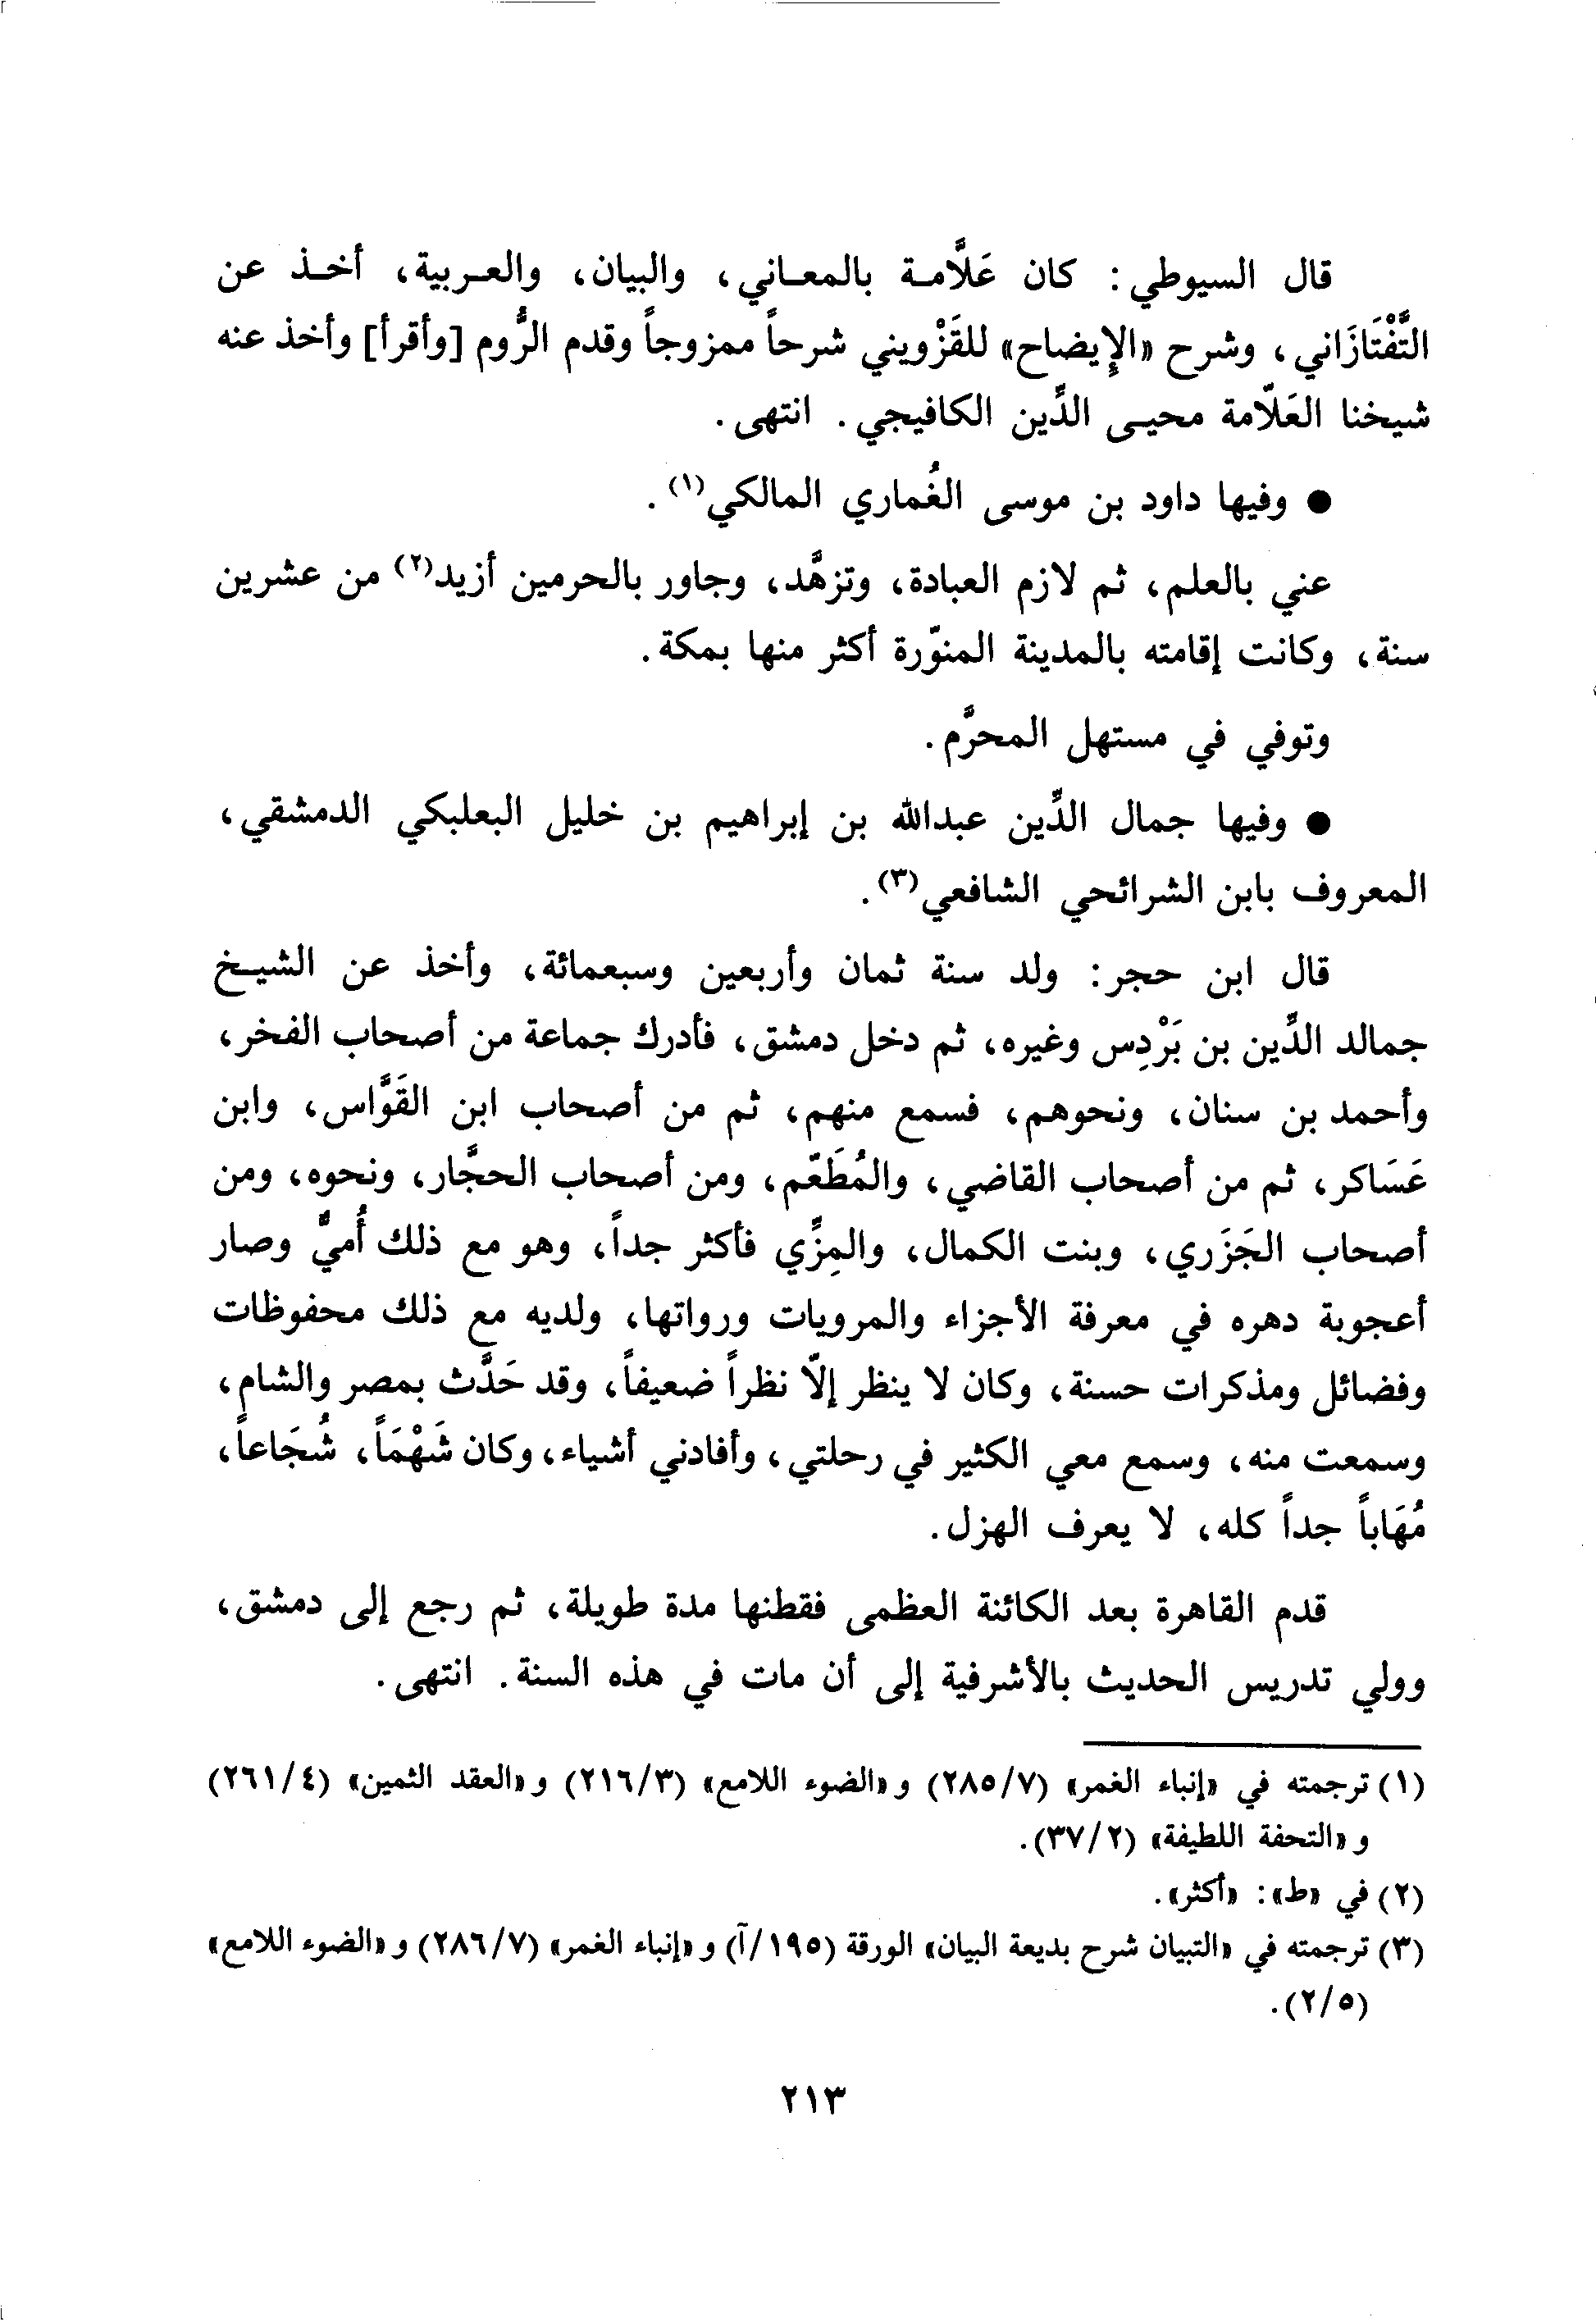 قال السيوطي: كان عَلَّامة بالمعاني، والبيان، والعربية، أخذ عن
التَّفْتَازَاني، وشرح «الإِيضاح» للقَزْويني شرحاً ممزوجاً وقدم الرُّوم [وأقرأ] وأخذ عنه
شيخنا العَلّامة محيي الدِّين الكافيجي. انتهى.
● وفيها داود بن موسى الغُماري المالكي(١).
عني بالعلم، ثم لازم العبادة، وتزهَّد، وجاور بالحرمين أزيد(٢) من عشرين
سنة، وكانت إقامته بالمدينة المنوّرة أكثر منها بمكة.
وتوفي في مستهل المحرَّم.
● وفيها جمال الدِّين عبدالله بن إبراهيم بن خليل البعلبكي الدمشقي،
المعروف بابن الشرائحي الشافعي(٣).
قال ابن حجر: ولد سنة ثمان وأربعين وسبعمائة، وأخذ عن الشيخ
جمالد الدِّين بن بَرْدِس وغيره، ثم دخل دمشق، فأدرك جماعة من أصحاب الفخر،
وأحمد بن سنان، ونحوهم، فسمع منهم، ثم من أصحاب ابن القَوَّاس، وابن
عَسَاكر، ثم من أصحاب القاضي، والمُطَعّم، ومن أصحاب الحجَّار، ونحوه، ومن
أصحاب الجَزَري، وبنت الكمال، والمِزِّي فأكثر جداً، وهو مع ذلك أُميٌّ وصار
أعجوبة دهره في معرفة الأجزاء والمرويات ورواتها، ولديه مع ذلك محفوظات
وفضائل ومذكرات حسنة، وكان لا ينظر إلّا نظراً ضعيفاً، وقد حَدَّث بمصر والشام،
وسمعت منه، وسمع معي الكثير في رحلتي، وأفادني أشياء، وكان شَهْمَاً، شُجَاعاً،
مُهَاباً جداً كله، لا يعرف الهزل.
قدم القاهرة بعد الكائنة العظمى فقطنها مدة طويلة، ثم رجع إلى دمشق،
وولي تدريس الحديث بالأشرفية إلى أن مات في هذه السنة. انتهى.
(١) ترجمته في «إنباء الغمر» (٢٨٥/٧) و«الضوء اللامع» (٢١٦/٣) و«العقد الثمين» (٢٦١/٤)
و«التحفة اللطيفة» (٣٧/٢).
(٢) في «ط»: «أكثر».
(٣) ترجمته في «التبيان شرح بديعة البيان» الورقة (١٩٥/آ) و«إنباء الغمر» (٢٨٦/٧) و«الضوء اللامع»
(٢/٥).
٢١٣